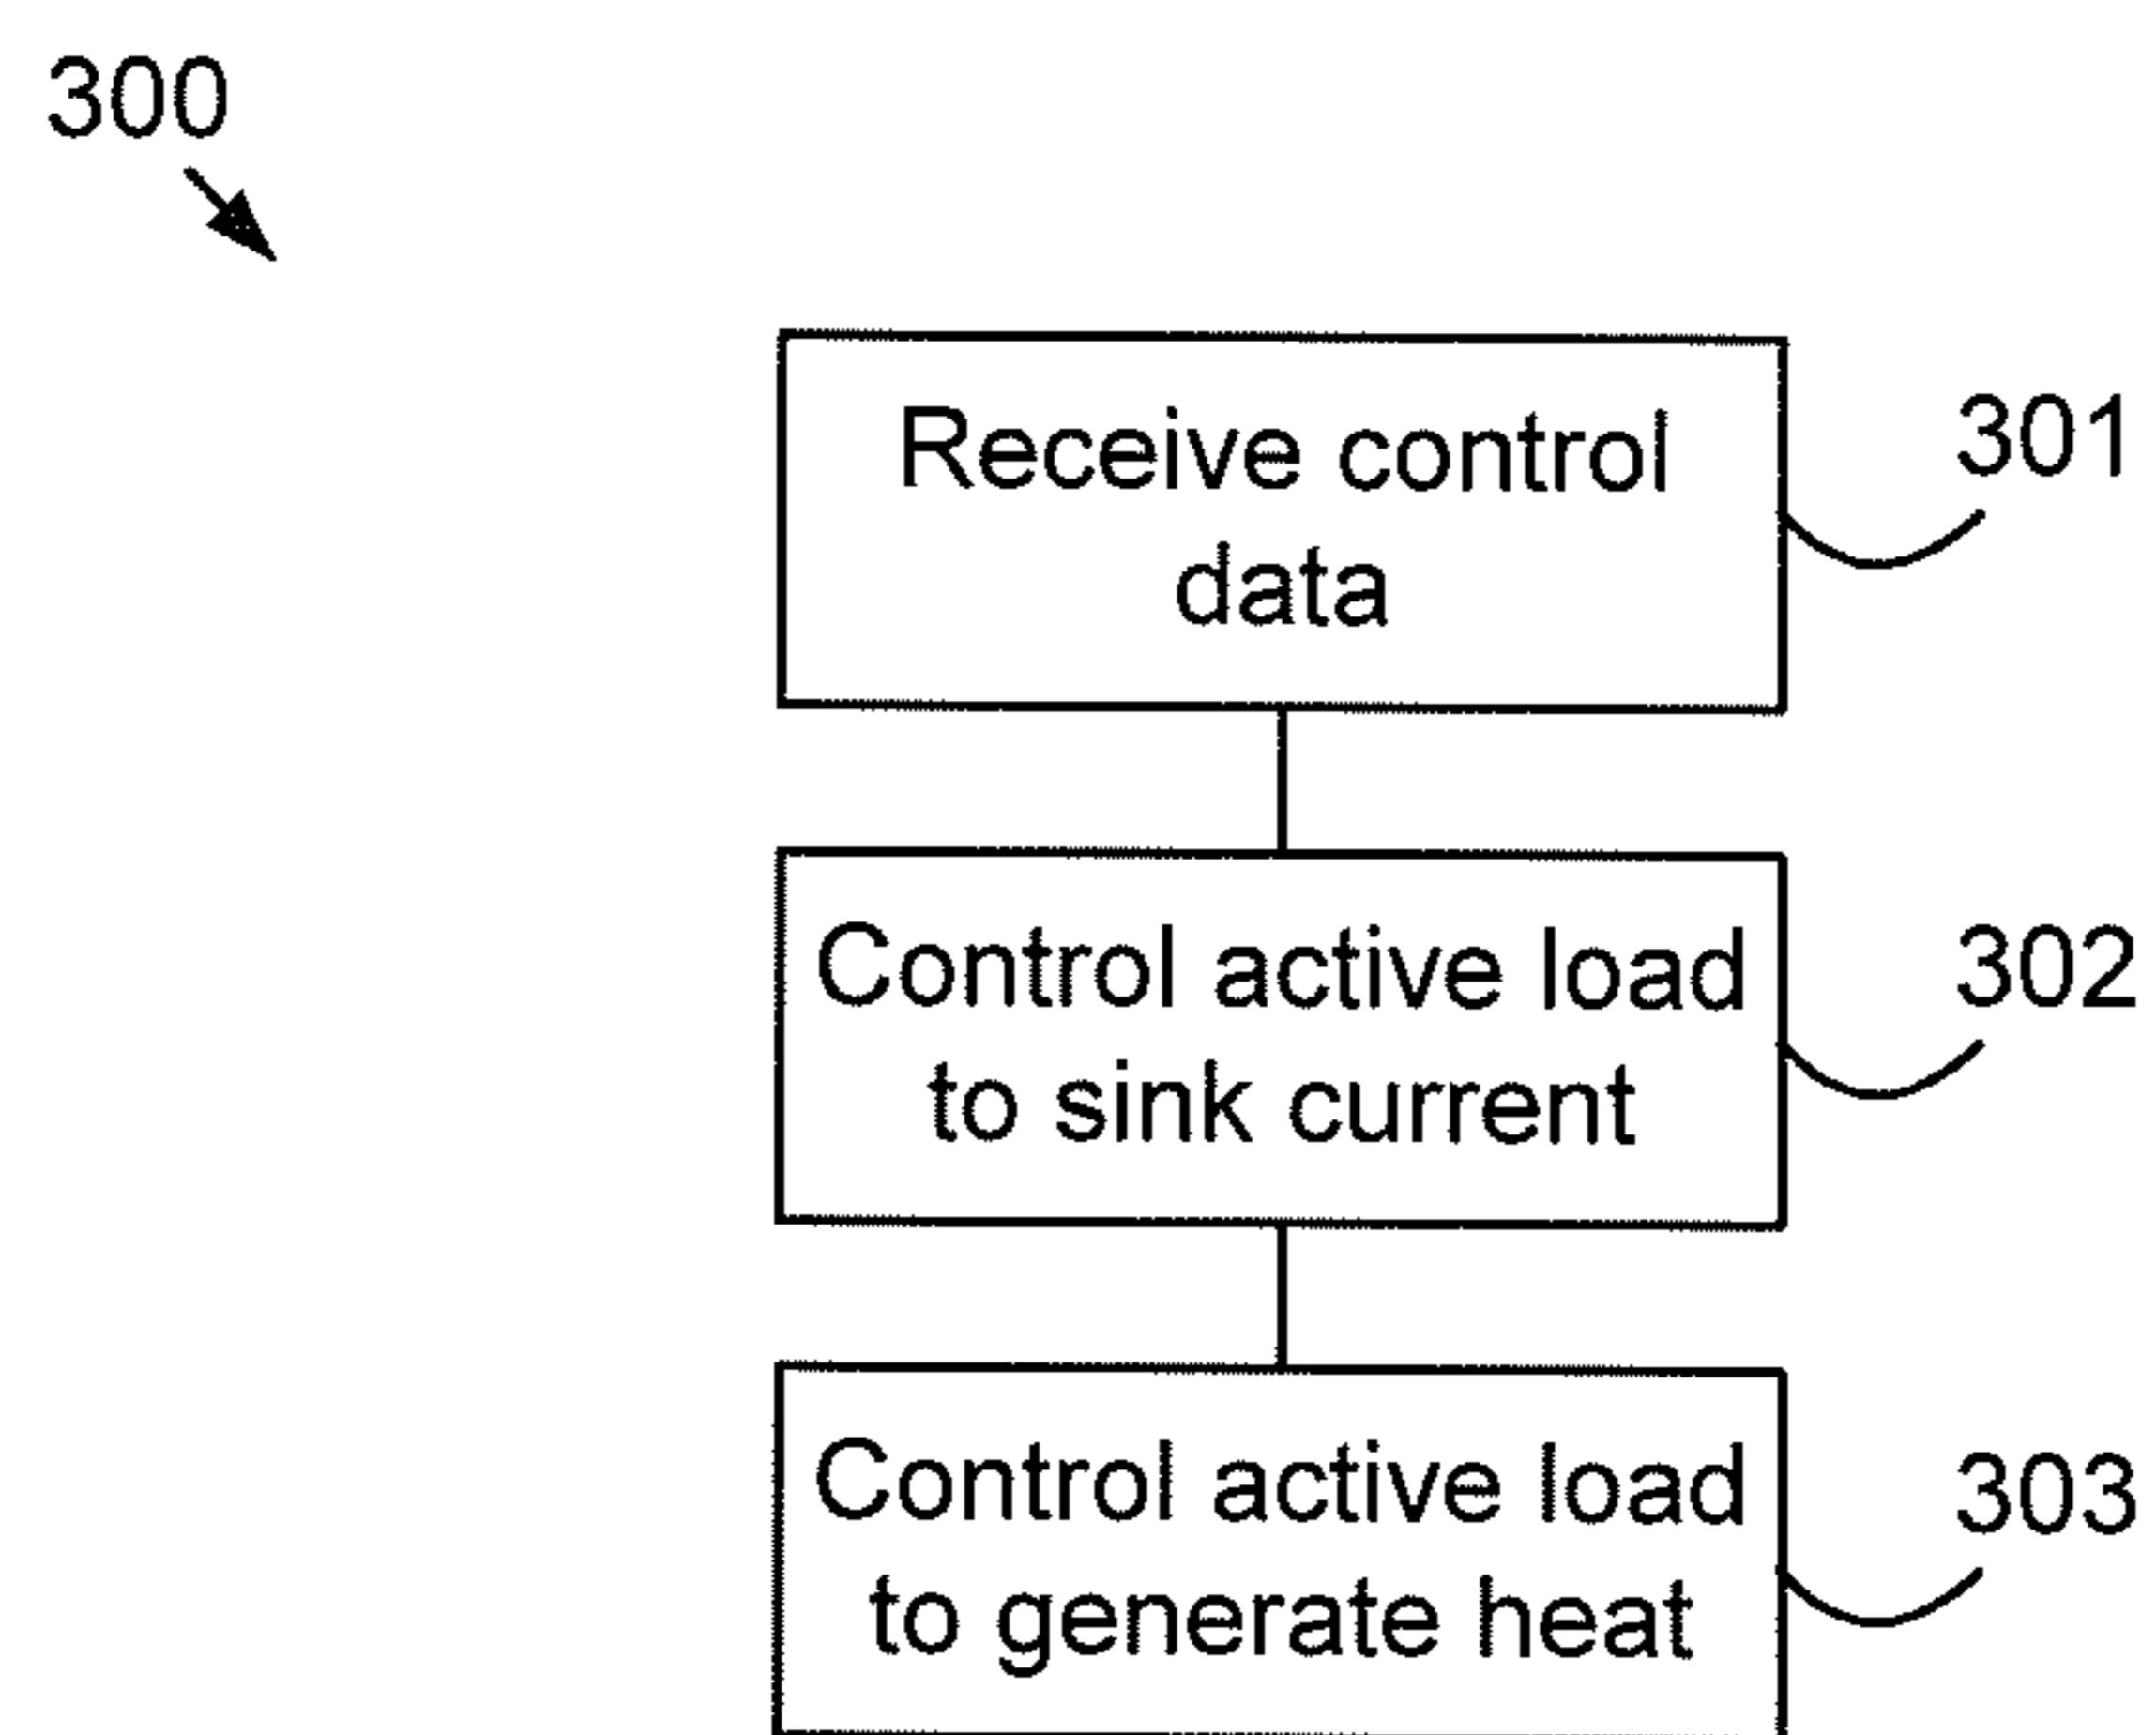 300
Receive control
data
301
Control active load
to sink current
302
Control active load
to generate heat
303